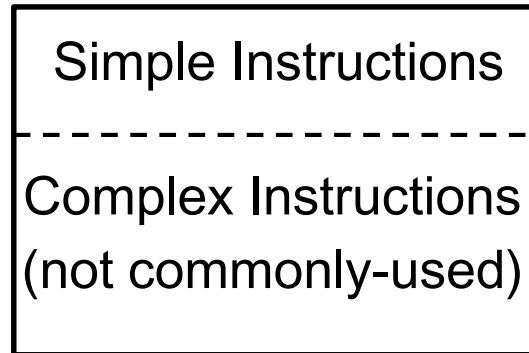 Simple Instructions
Complex Instructions
(not commonly-used)